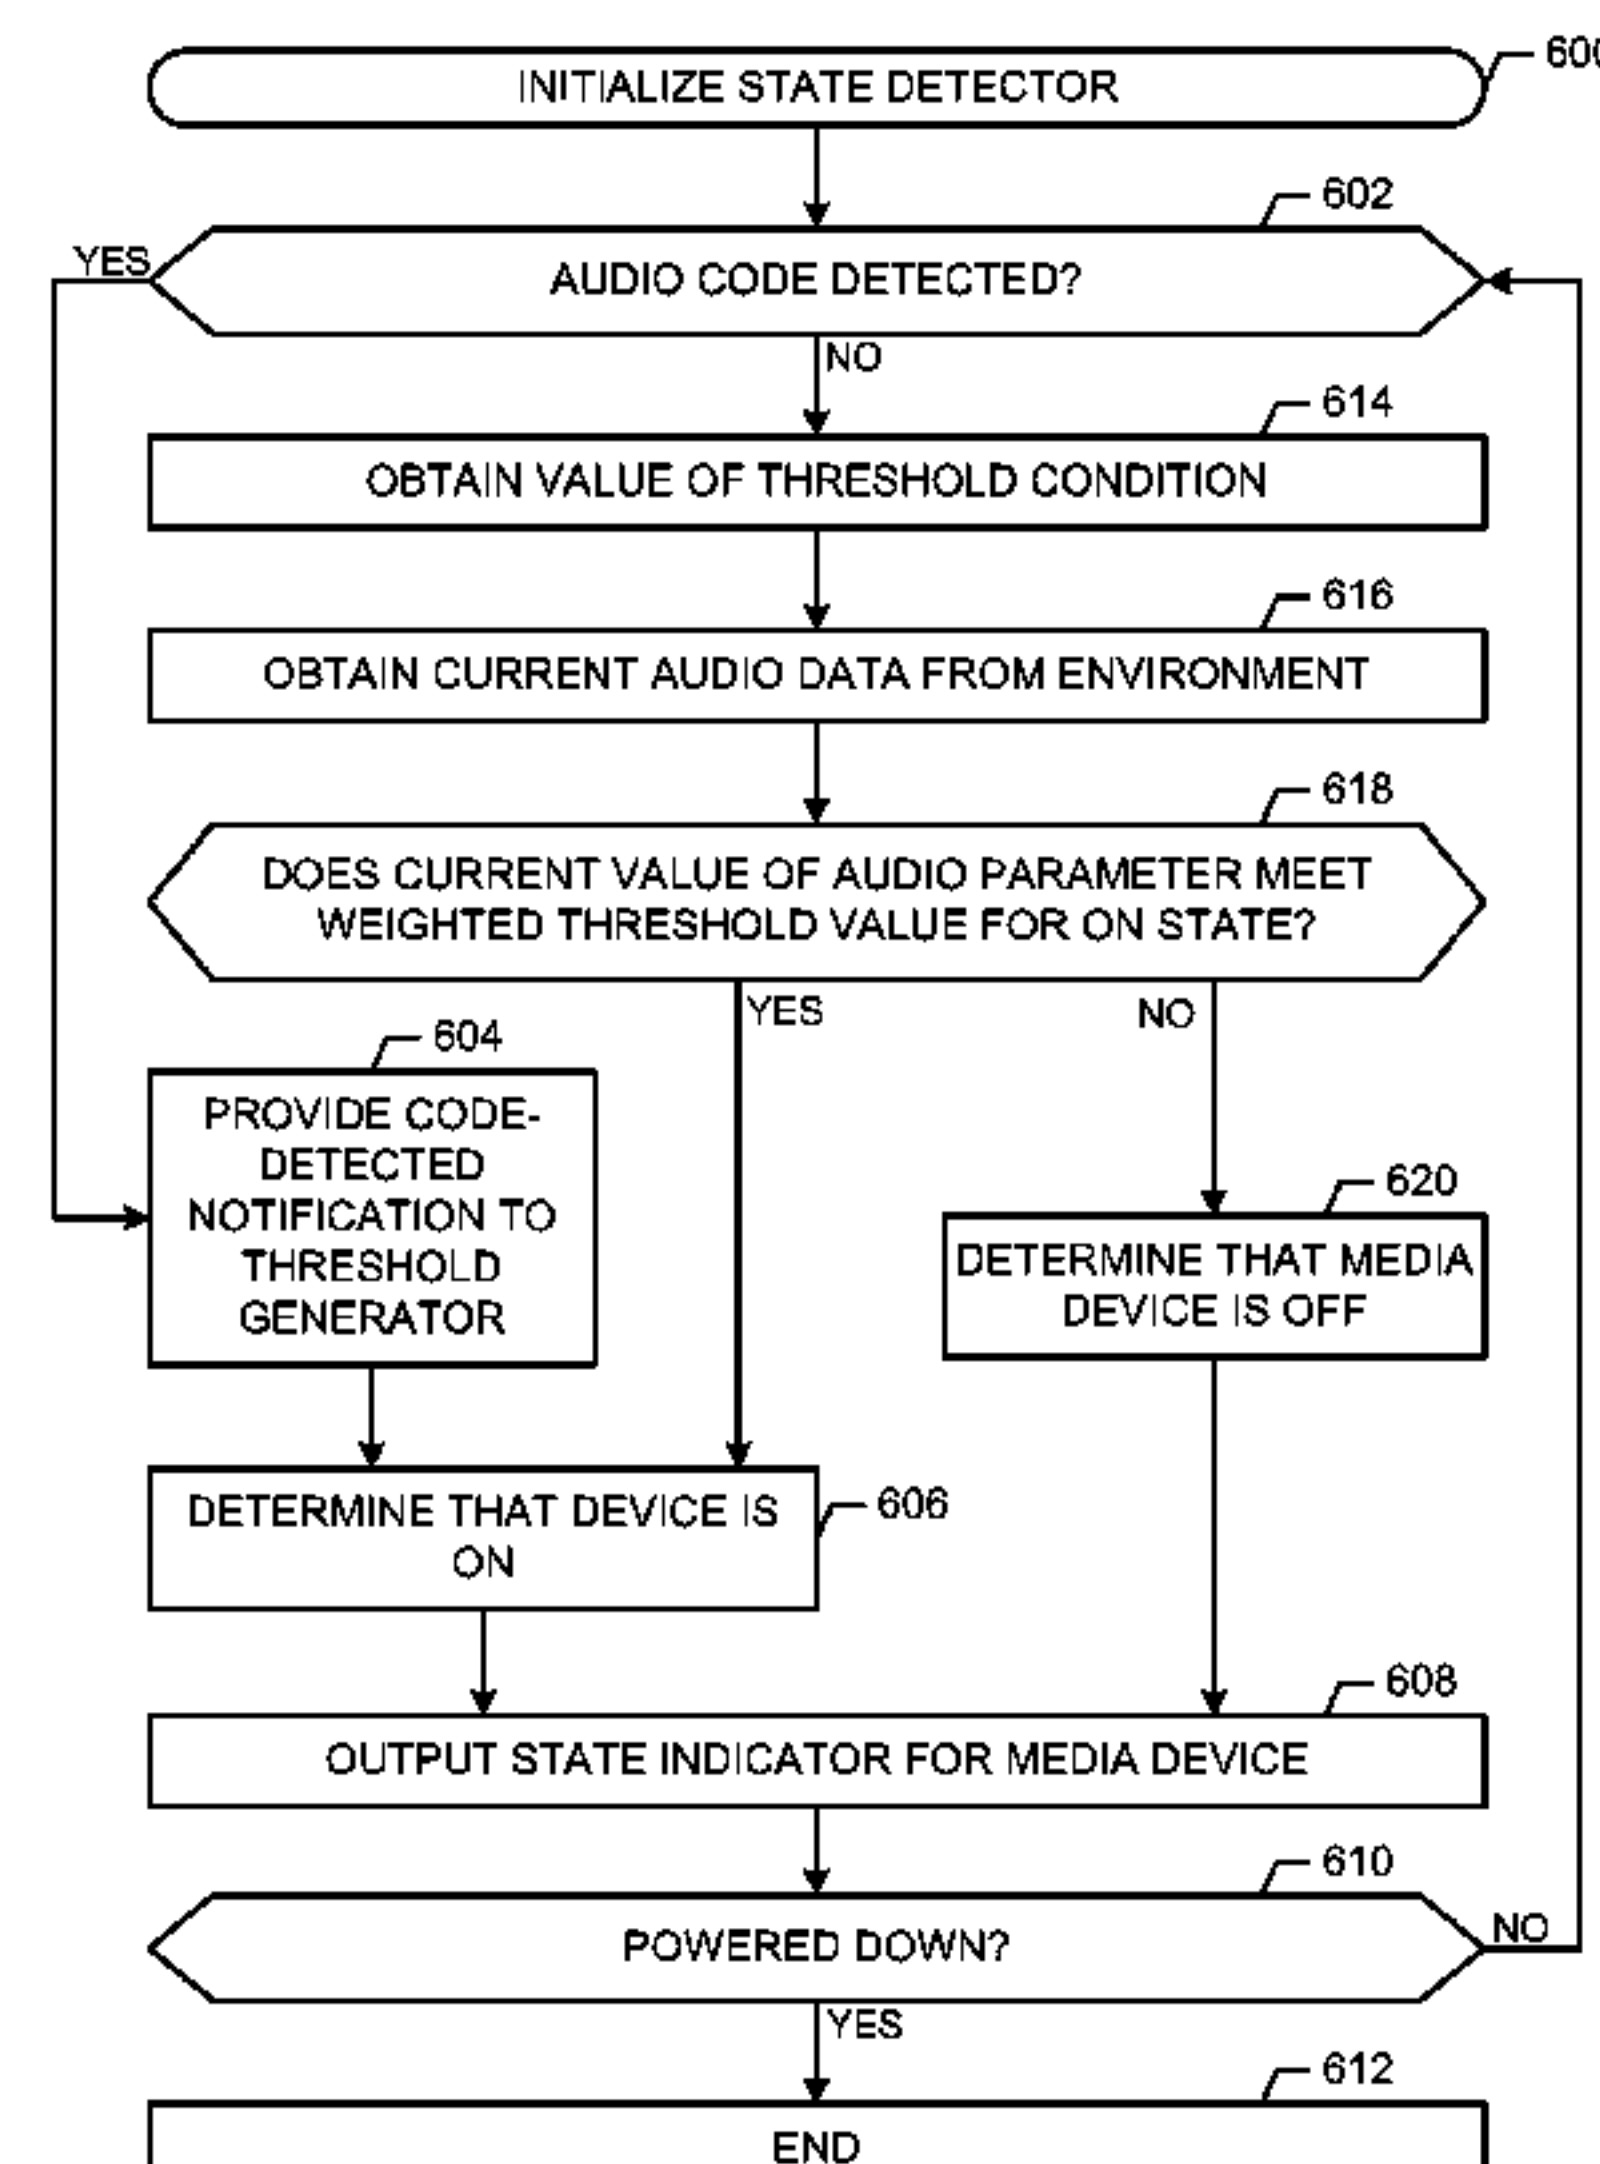 600
INITIALIZE STATE DETECTOR
602
YES
AUDIO CODE DETECTED?
NO
614
OBTAIN VALUE OF THRESHOLD CONDITION
616
OBTAIN CURRENT AUDIO DATA FROM ENVIRONMENT
618
DOES CURRENT VALUE OF AUDIO PARAMETER MEET
WEIGHTED THRESHOLD VALUE FOR ON STATE?
YES
NO
604
PROVIDE CODE-
DETECTED
NOTIFICATION TO
THRESHOLD
GENERATOR
620
DETERMINE THAT MEDIA
DEVICE IS OFF
DETERMINE THAT DEVICE IS
ON
606
608
OUTPUT STATE INDICATOR FOR MEDIA DEVICE
610
POWERED DOWN?
NO
YES
612
END